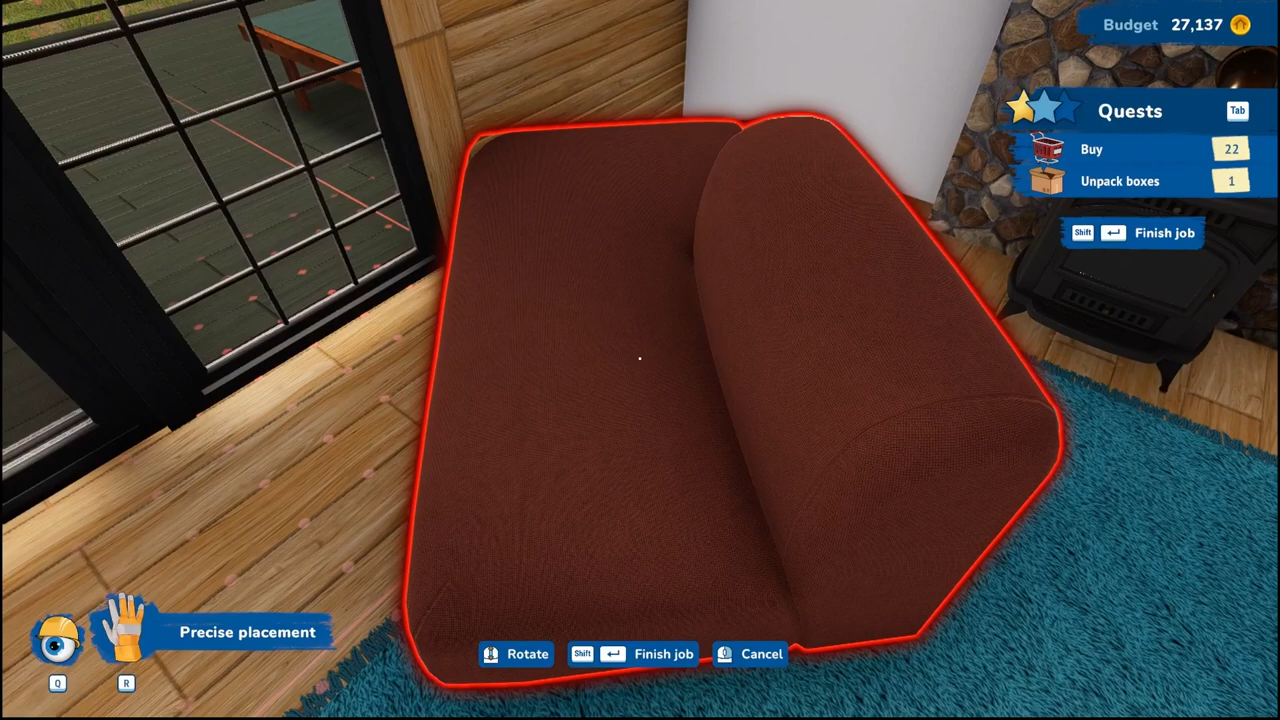 Budget 27,137
Quests Tab
Buy 22
Unpack boxes 1
Shift Finish job
Precise placement
Q R
Rotate Shift Finish job Cancel